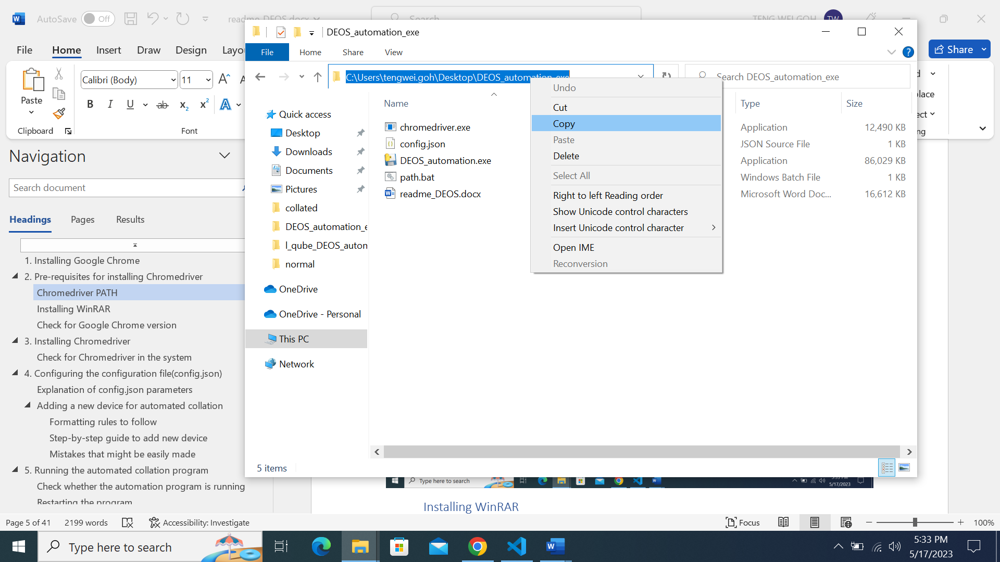 AutoSave Off
readme_DEOS.docx
Search
TENG WEI GOH TW
File Home Insert Draw Design
Share
Calibri (Body) 11
Paste
B I U ab x2 x2 A
Clipboard
Font
Navigation
Search document
Headings Pages Results
1. Installing Google Chrome
2. Pre-requisites for installing Chromedriver
Chromedriver PATH
Installing WinRAR
Check for Google Chrome version
3. Installing Chromedriver
Check for Chromedriver in the system
4. Configuring the configuration file(config.json)
Explanation of config.json parameters
Adding a new device for automated collation
Formatting rules to follow
Step-by-step guide to add new device
Mistakes that might be easily made
5. Running the automated collation program
Check whether the automation program is running
Restarting the program
DEOS_automation_exe
File Home Share View
C:\Users\tengwei.goh\Desktop\DEOS_automation_exe
Search DEOS_automation_exe
Quick access
Desktop
Downloads
Documents
Pictures
collated
DEOS_automation_e
l_qube_DEOS_autom
normal
OneDrive
OneDrive - Personal
This PC
Network
Name Type Size
chromedriver.exe Application 12,490 KB
config.json JSON Source File 1 KB
DEOS_automation.exe Application 86,029 KB
path.bat Windows Batch File 1 KB
readme_DEOS.docx Microsoft Word Doc... 16,612 KB
Undo
Cut
Copy
Paste
Delete
Select All
Right to left Reading order
Show Unicode control characters
Insert Unicode control character
Open IME
Reconversion
5 items
Type here to search
5/17/2023
Installing WinRAR
Page 5 of 41 2199 words Accessibility: Investigate Focus 100%
Type here to search
5:33 PM
5/17/2023